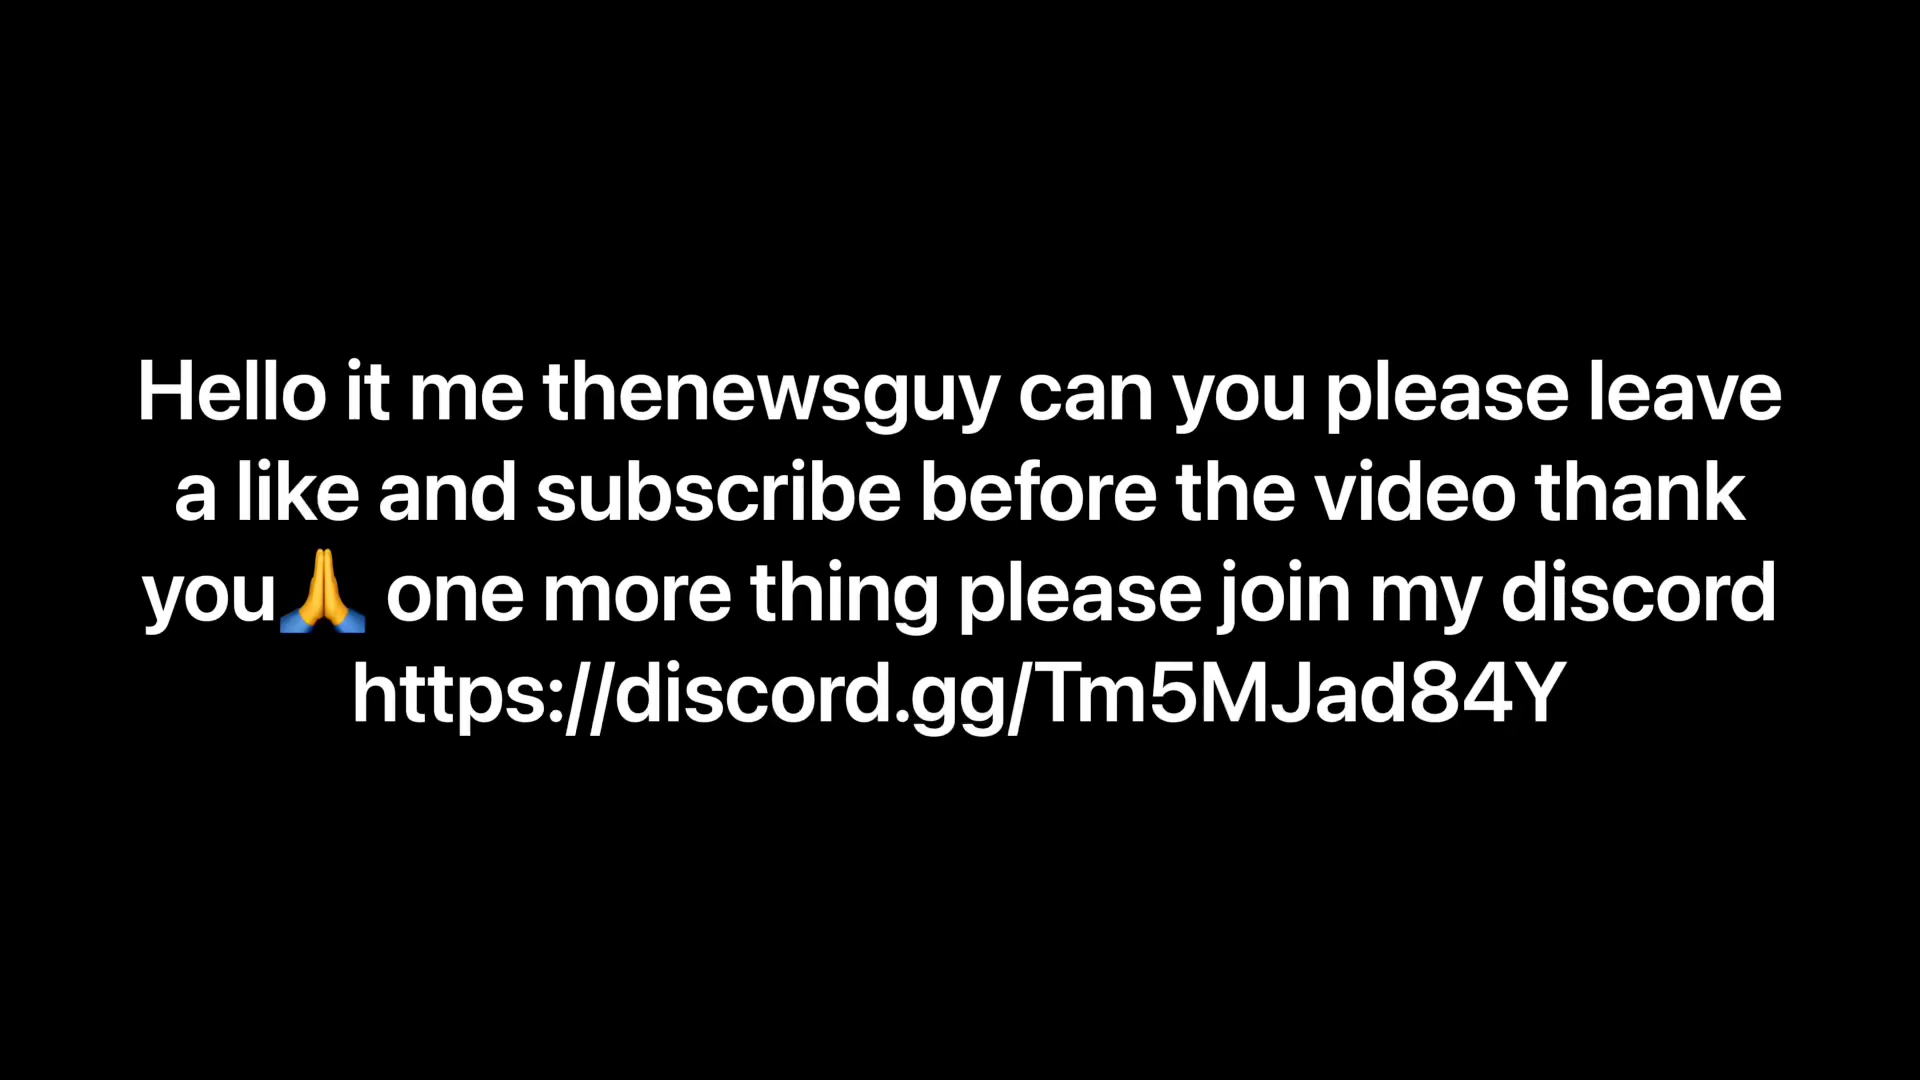 Hello it me thenewsguy can you please leave
a like and subscribe before the video thank
you🙏 one more thing please join my discord
https://discord.gg/Tm5MJad84Y